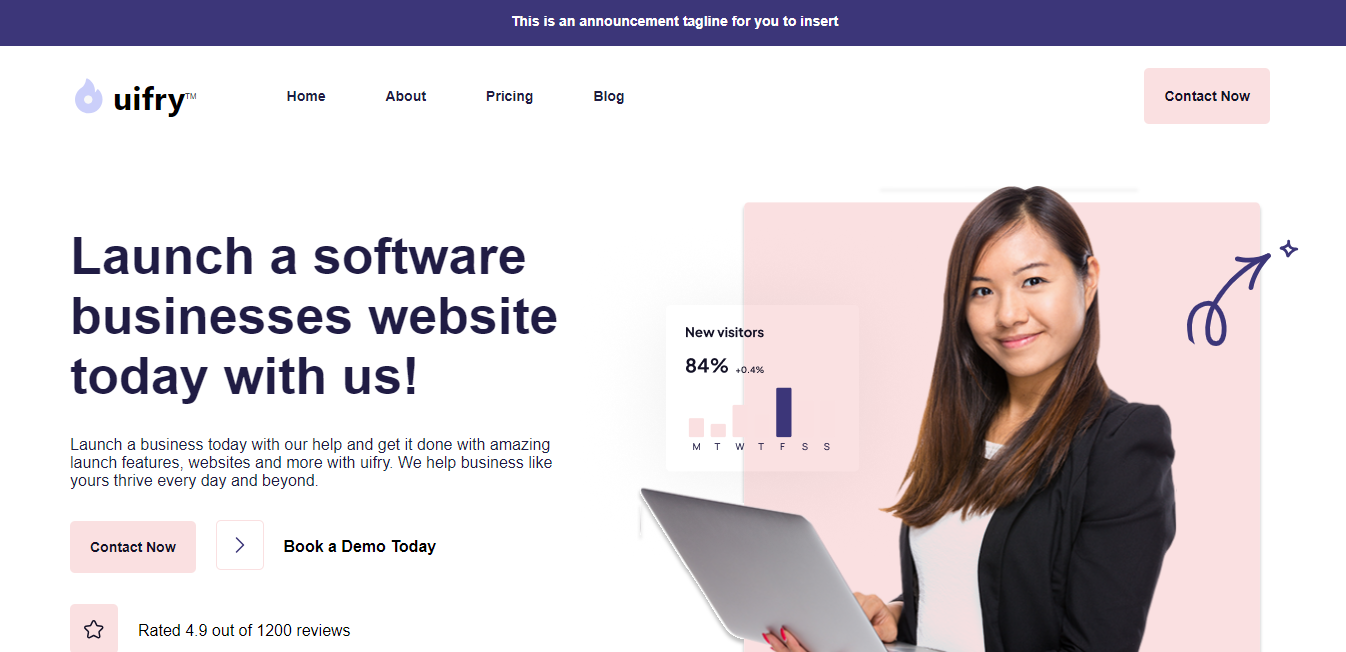 This is an announcement tagline for you to insert
uifry™
Home
About
Pricing
Blog
Contact Now
Launch a software
businesses website
today with us!
Launch a business today with our help and get it done with amazing
launch features, websites and more with uifry. We help business like
yours thrive every day and beyond.
Contact Now
Book a Demo Today
Rated 4.9 out of 1200 reviews
New visitors
84% +0.4%
M T W T F S S